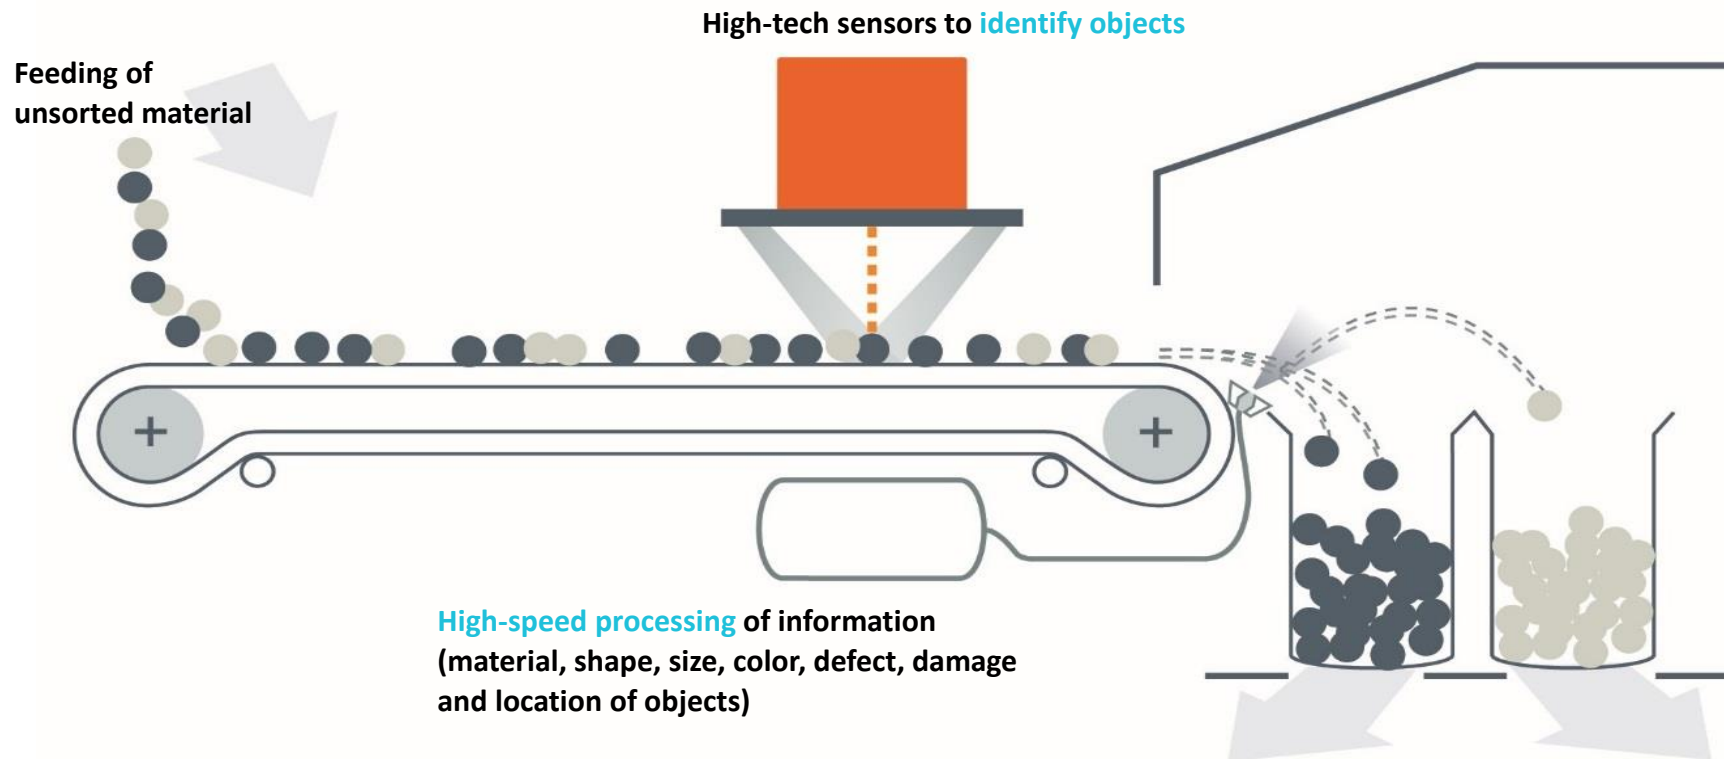 High-tech sensors to identify objects
Feeding of
unsorted material
High-speed processing of information
(material, shape, size, color, defect, damage
and location of objects)